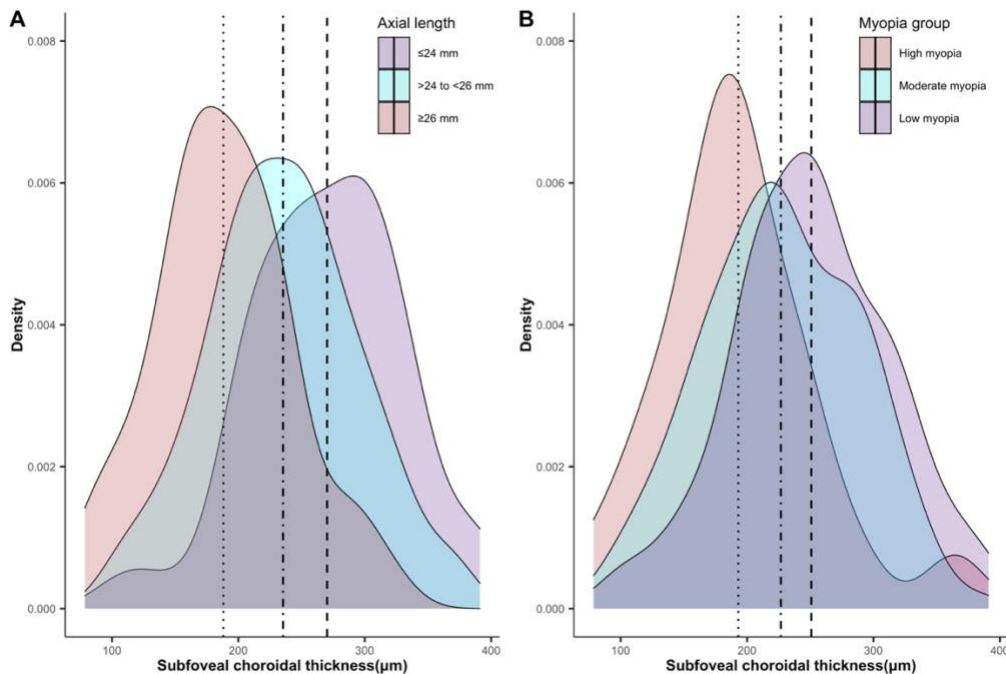 A
Axial length
≤24 mm
>24 to <26 mm
≥26 mm
0.008
0.006
0.004
0.002
0.000
Density
100
200
300
400
Subfoveal choroidal thickness(μm)
B
Myopia group
High myopia
Moderate myopia
Low myopia
0.008
0.006
0.004
0.002
0.000
Density
100
200
300
400
Subfoveal choroidal thickness(μm)